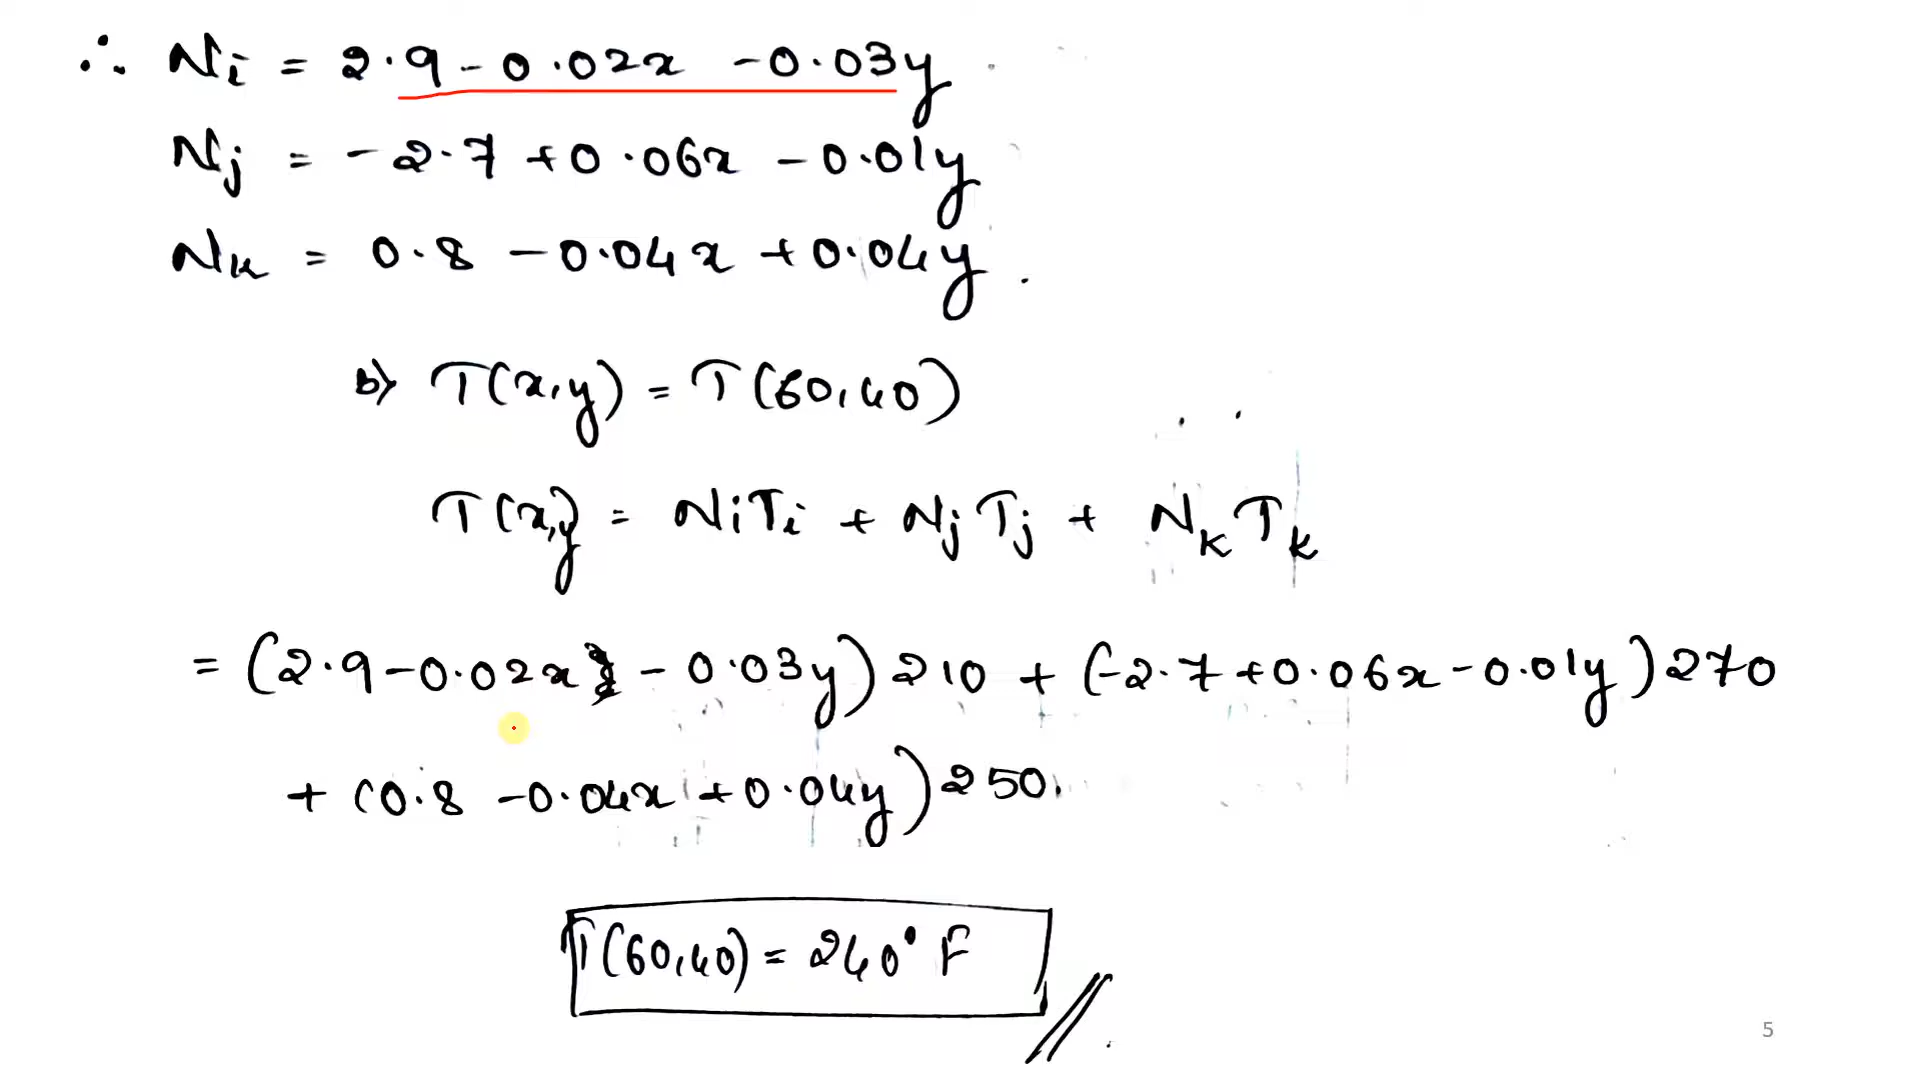 ∴ Ni = 2.9 - 0.02x - 0.03y
Nj = -2.7 + 0.06x - 0.01y
Nk = 0.8 - 0.04x + 0.04y.
b) T(x,y) = T(60,40)
T(x,y) = NiTi + NjTj + NkTk
= (2.9 - 0.02x - 0.03y)210 + (-2.7 + 0.06x - 0.01y)270
+ (0.8 - 0.04x + 0.04y)250.
T(60,40) = 240° F
5